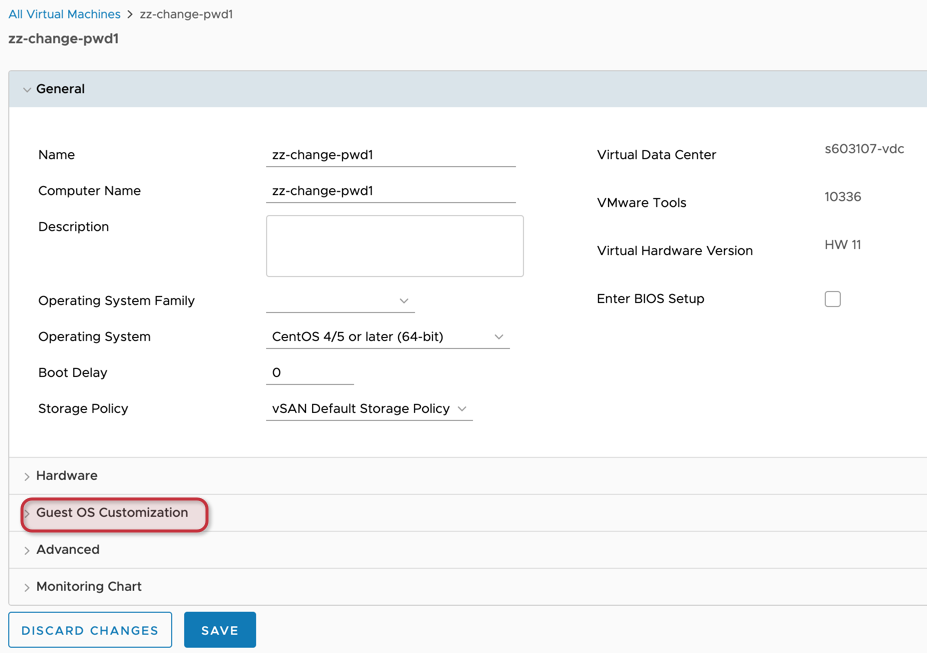 All Virtual Machines > zz-change-pwd1
zz-change-pwd1
General
Name zz-change-pwd1
Computer Name zz-change-pwd1
Description
Operating System Family
Operating System CentOS 4/5 or later (64-bit)
Boot Delay 0
Storage Policy vSAN Default Storage Policy
Virtual Data Center s603107-vdc
VMware Tools 10336
Virtual Hardware Version HW 11
Enter BIOS Setup
Hardware
Guest OS Customization
Advanced
Monitoring Chart
DISCARD CHANGES SAVE